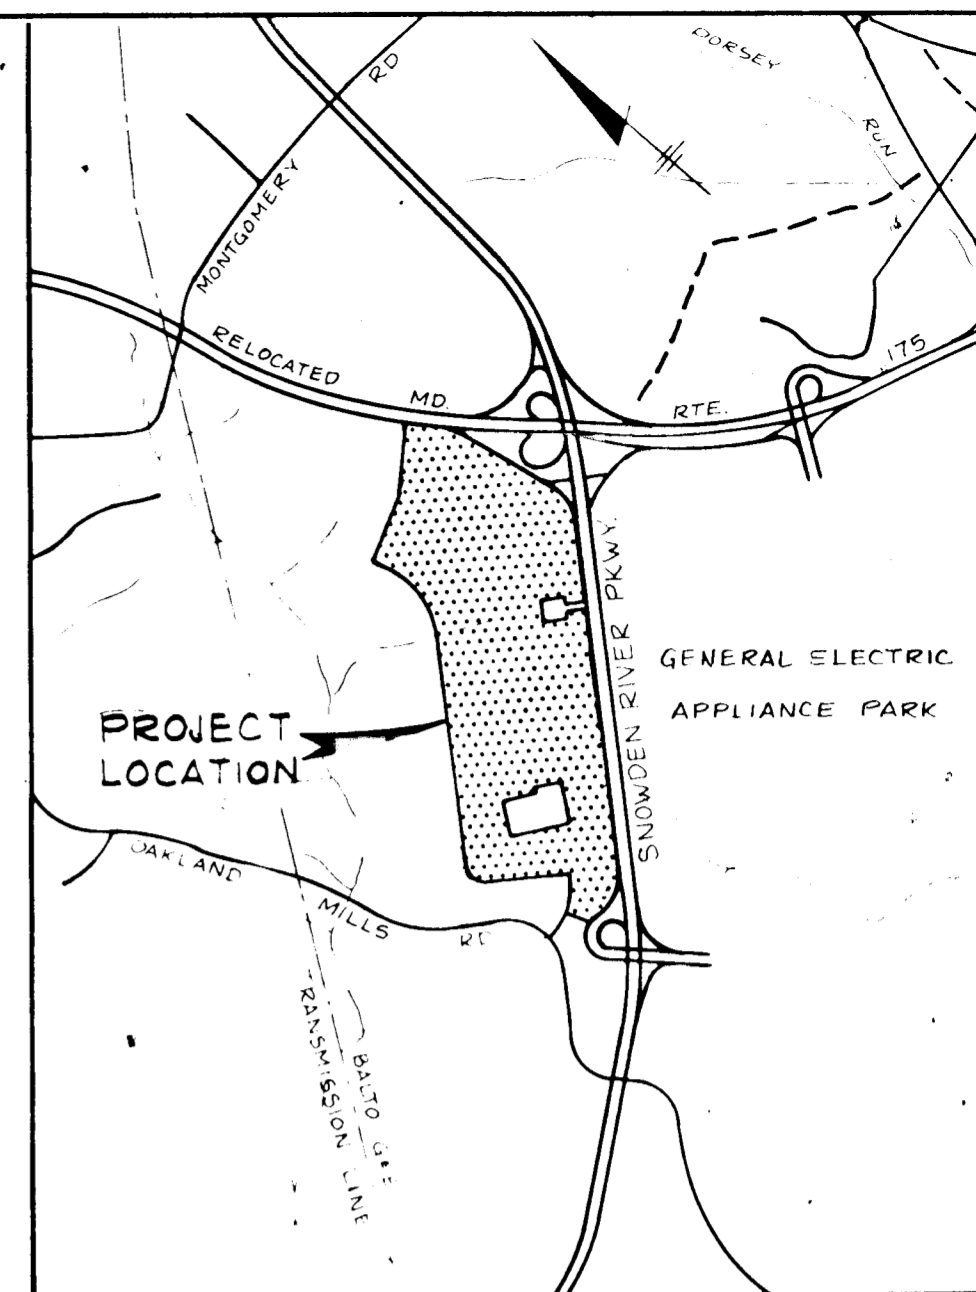 DORSEY
RUN
MONTGOMERY RD
RELOCATED MD. RTE. 175
SNOWDEN RIVER PKWY.
GENERAL ELECTRIC
APPLIANCE PARK
PROJECT
LOCATION
OAKLAND MILLS RD
BALTO G&E
TRANSMISSION LINE